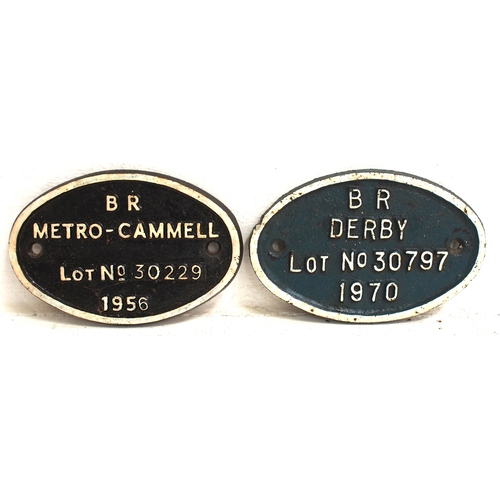 B R
METRO-CAMMELL
LOT NO 30229
1956
B R
DERBY
LOT NO 30797
1970